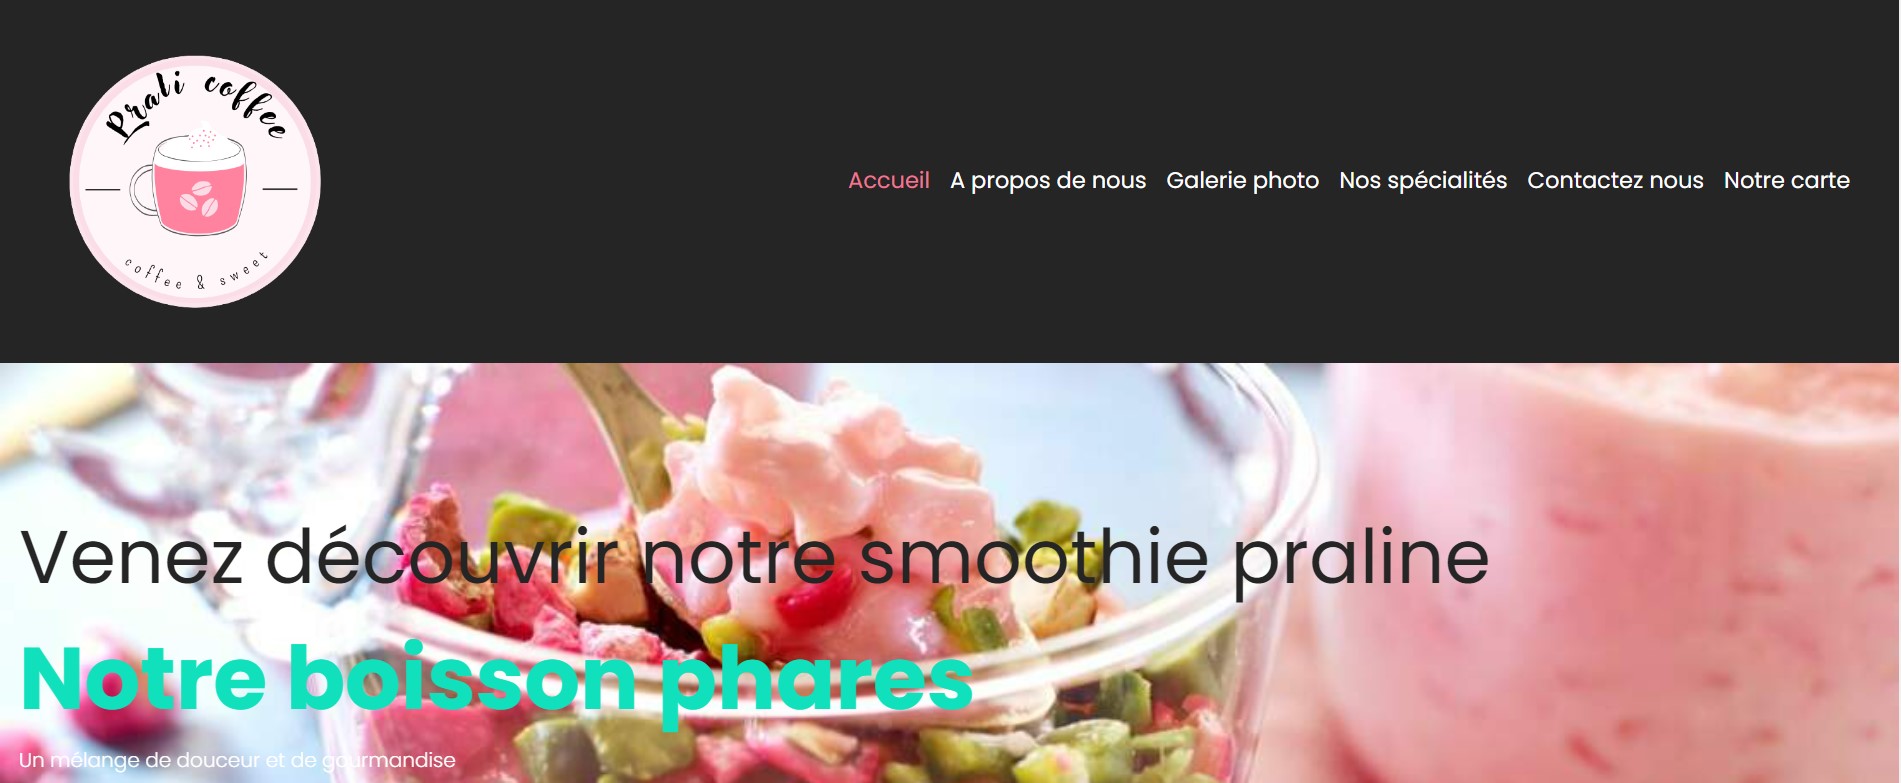 Prali coffee
coffee & sweet
Accueil A propos de nous Galerie photo Nos spécialités Contactez nous Notre carte
Venez découvrir notre smoothie praline
Notre boisson phares
Un mélange de douceur et de gourmandise